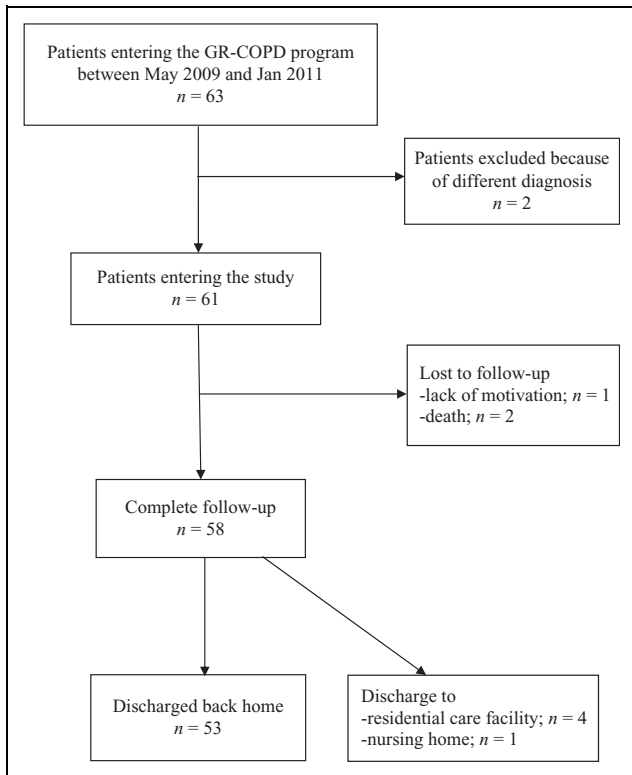 Patients entering the GR-COPD program
between May 2009 and Jan 2011
n = 63
Patients excluded because
of different diagnosis
n = 2
Patients entering the study
n = 61
Lost to follow-up
-lack of motivation; n = 1
-death; n = 2
Complete follow-up
n = 58
Discharged back home
n = 53
Discharge to
-residential care facility; n = 4
-nursing home; n = 1